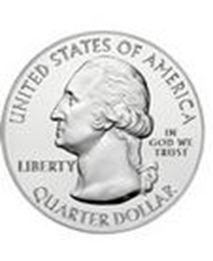 UNITED STATES OF AMERICA
IN
GOD WE
TRUST
LIBERTY
QUARTER DOLLAR